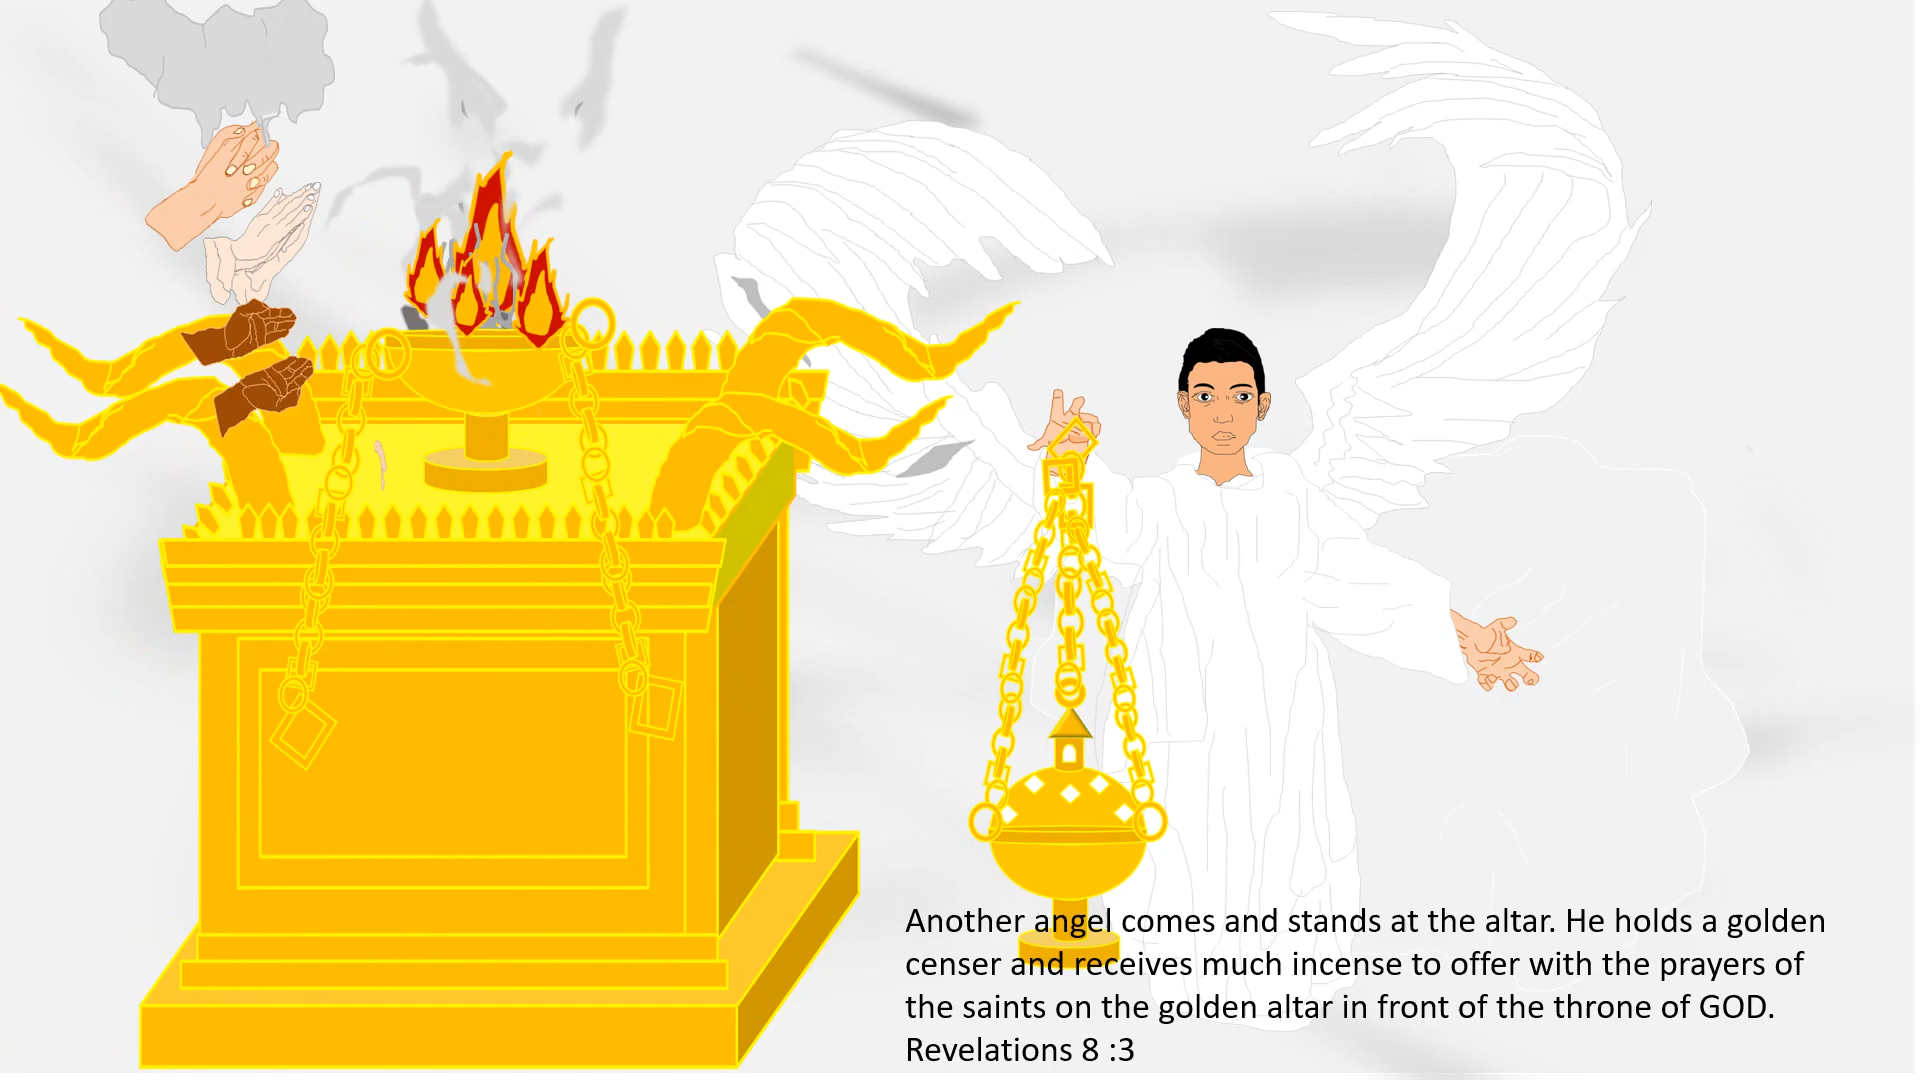 Another angel comes and stands at the altar. He holds a golden
censer and receives much incense to offer with the prayers of
the saints on the golden altar in front of the throne of GOD.
Revelations 8 :3